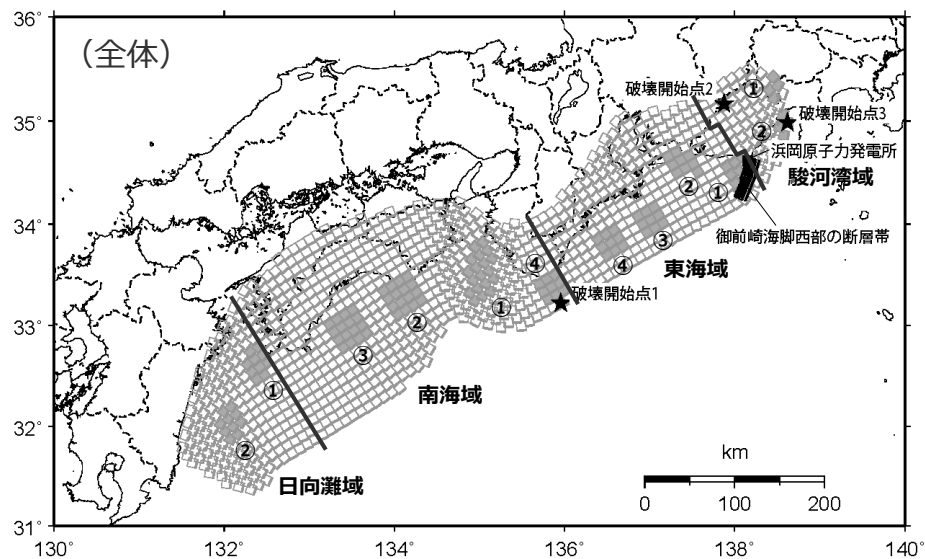 36°
(全体)
破壊開始点2
①
35°
破壊開始点3
②
浜岡原子力発電所
駿河湾域
②
①
34°
御前崎海脚西部の断層帯
③
④
④
東海域
破壊開始点1
33°
①
②
③
南海域
①
32°
②
日向灘域
km
0 100 200
31°
130° 132° 134° 136° 138° 140°